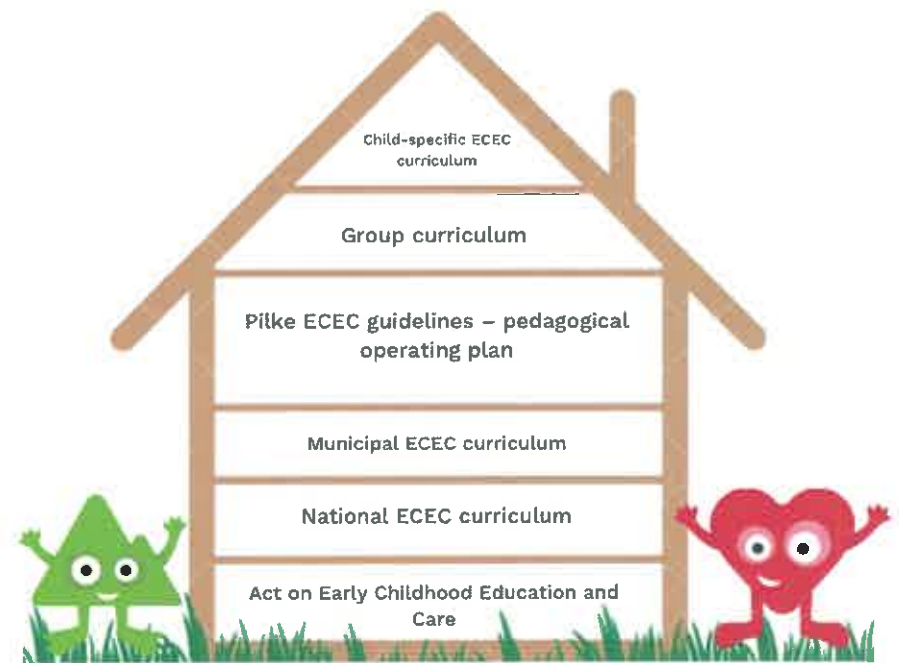 Child-specific ECEC
curriculum
Group curriculum
Pilke ECEC guidelines – pedagogical
operating plan
Municipal ECEC curriculum
National ECEC curriculum
Act on Early Childhood Education and
Care